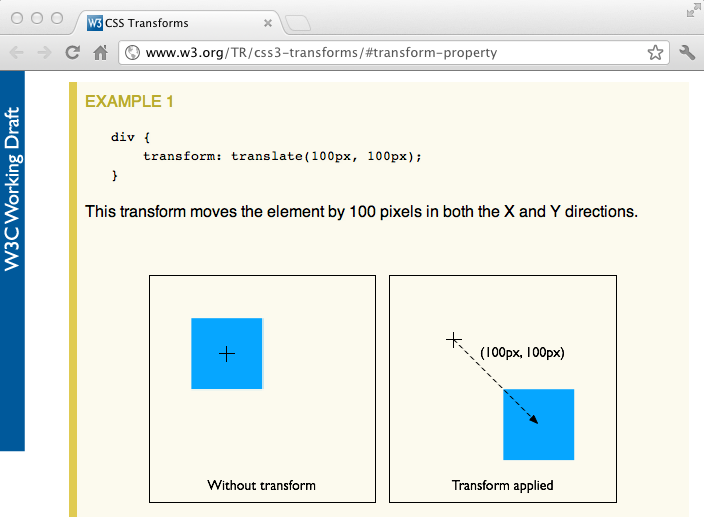 W3 CSS Transforms
www.w3.org/TR/css3-transforms/#transform-property
W3C Working Draft
EXAMPLE 1
div {
transform: translate(100px, 100px);
}
This transform moves the element by 100 pixels in both the X and Y directions.
(100px, 100px)
Without transform
Transform applied